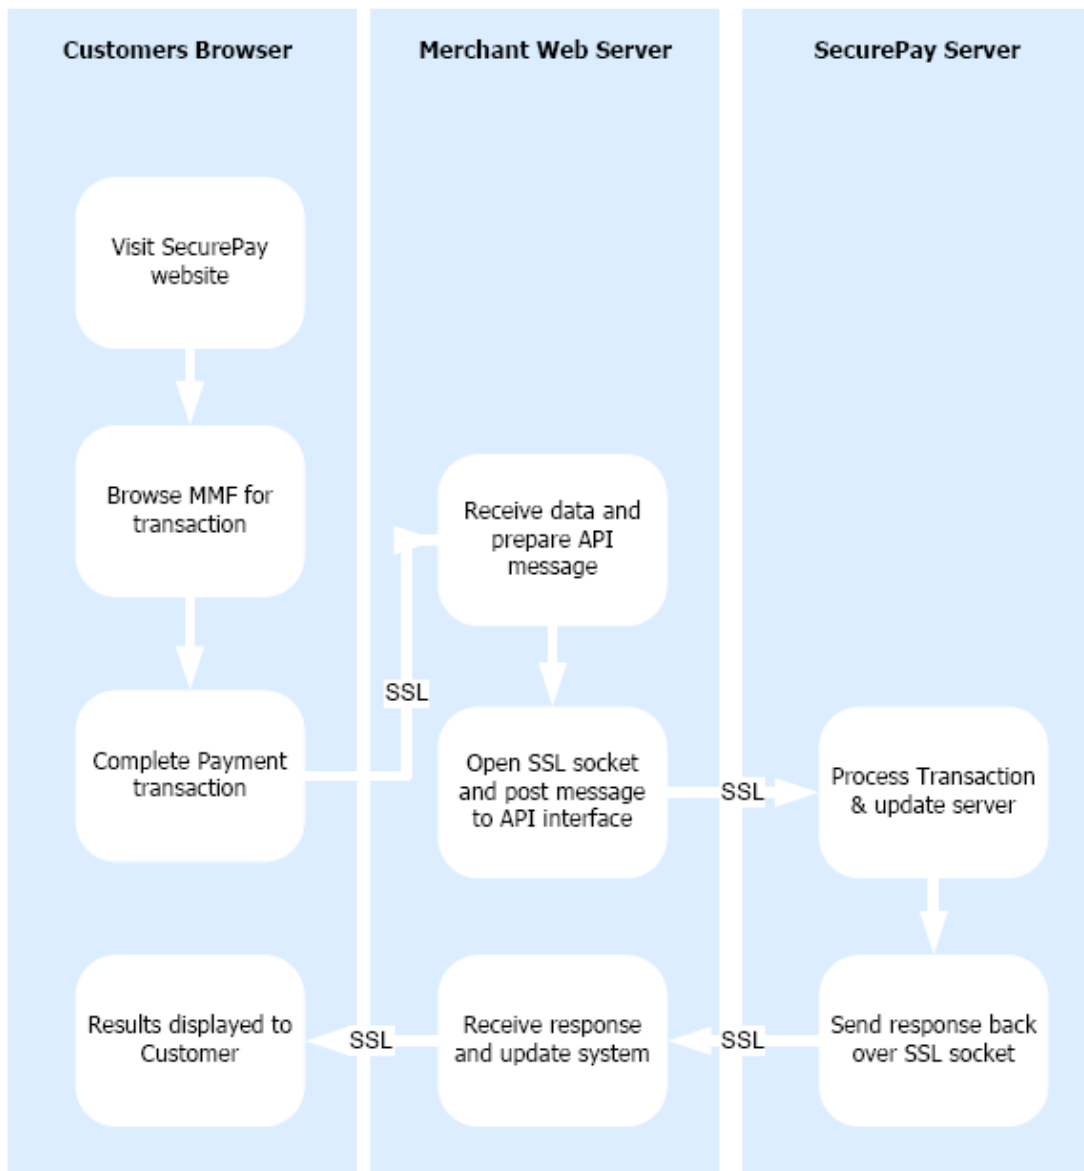 Customers Browser
Merchant Web Server
SecurePay Server
Visit SecurePay
website
Browse MMF for
transaction
Receive data and
prepare API
message
SSL
Complete Payment
transaction
Open SSL socket
and post message
to API interface
SSL
Process Transaction
& update server
Results displayed to
Customer
SSL
Receive response
and update system
SSL
Send response back
over SSL socket